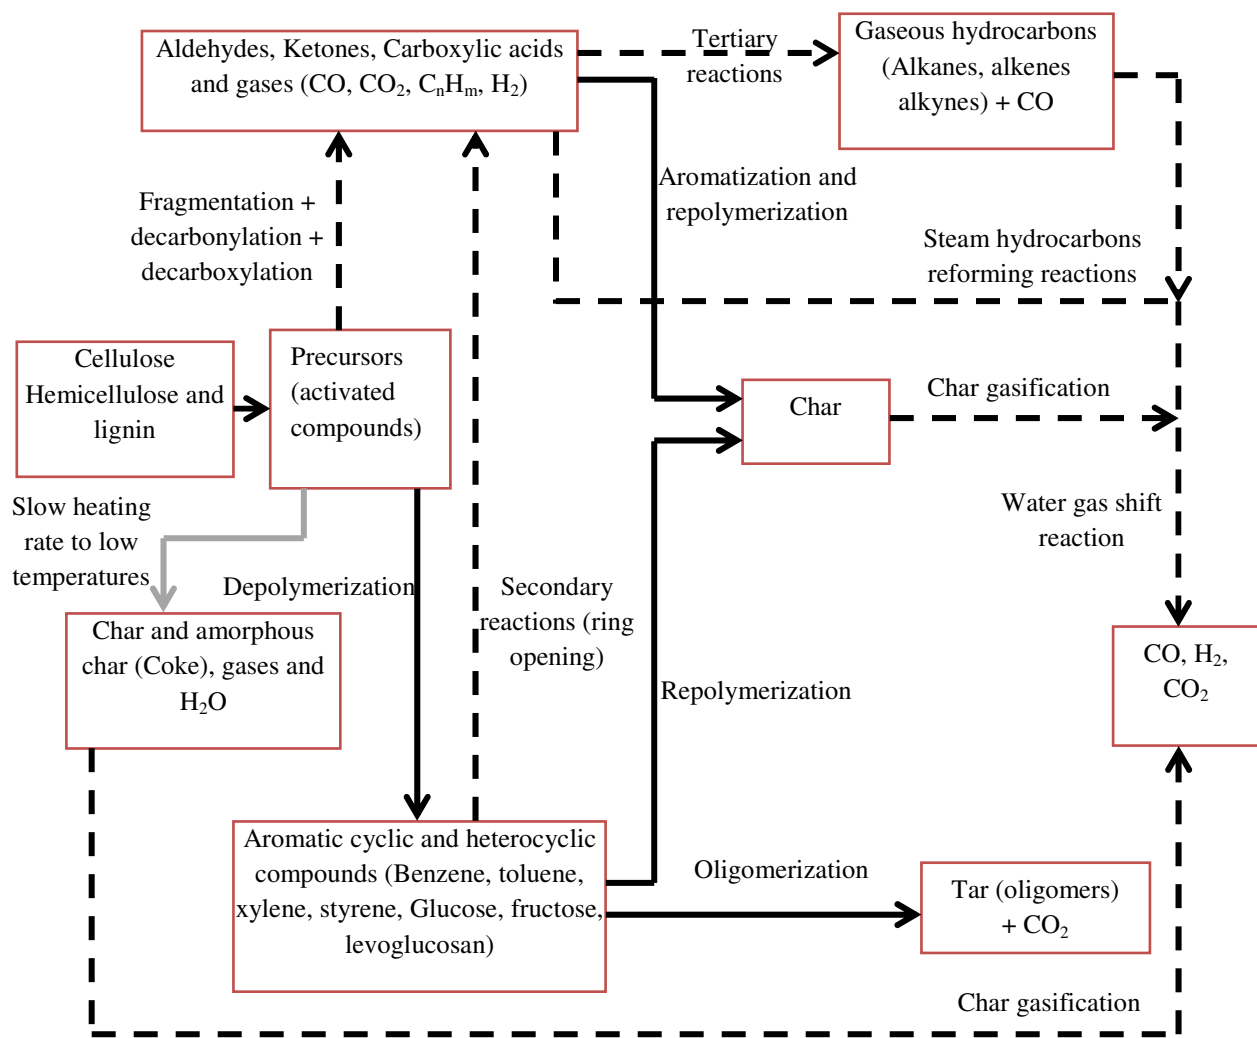 Aldehydes, Ketones, Carboxylic acids
and gases (CO, CO₂, CₙHₘ, H₂)
Tertiary
reactions
Gaseous hydrocarbons
(Alkanes, alkenes
alkynes) + CO
Fragmentation +
decarbonylation +
decarboxylation
Aromatization and
repolymerization
Steam hydrocarbons
reforming reactions
Cellulose
Hemicellulose and
lignin
Precursors
(activated
compounds)
Char
Char gasification
Slow heating
rate to low
temperatures
Water gas shift
reaction
Depolymerization
Secondary
reactions (ring
opening)
Char and amorphous
char (Coke), gases and
H₂O
Repolymerization
CO, H₂,
CO₂
Aromatic cyclic and heterocyclic
compounds (Benzene, toluene,
xylene, styrene, Glucose, fructose,
levoglucosan)
Oligomerization
Tar (oligomers)
+ CO₂
Char gasification